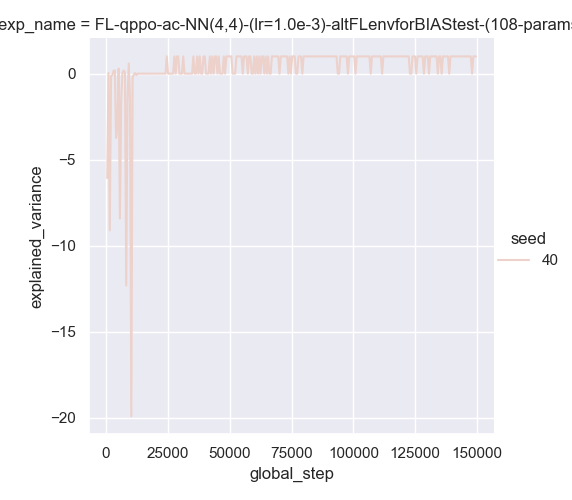 exp_name = FL-qppo-ac-NN(4,4)-(lr=1.0e-3)-altFLenvforBIAStest-(108-params
0
−5
−10
−15
−20
explained_variance
0 25000 50000 75000 100000 125000 150000
global_step
seed
40